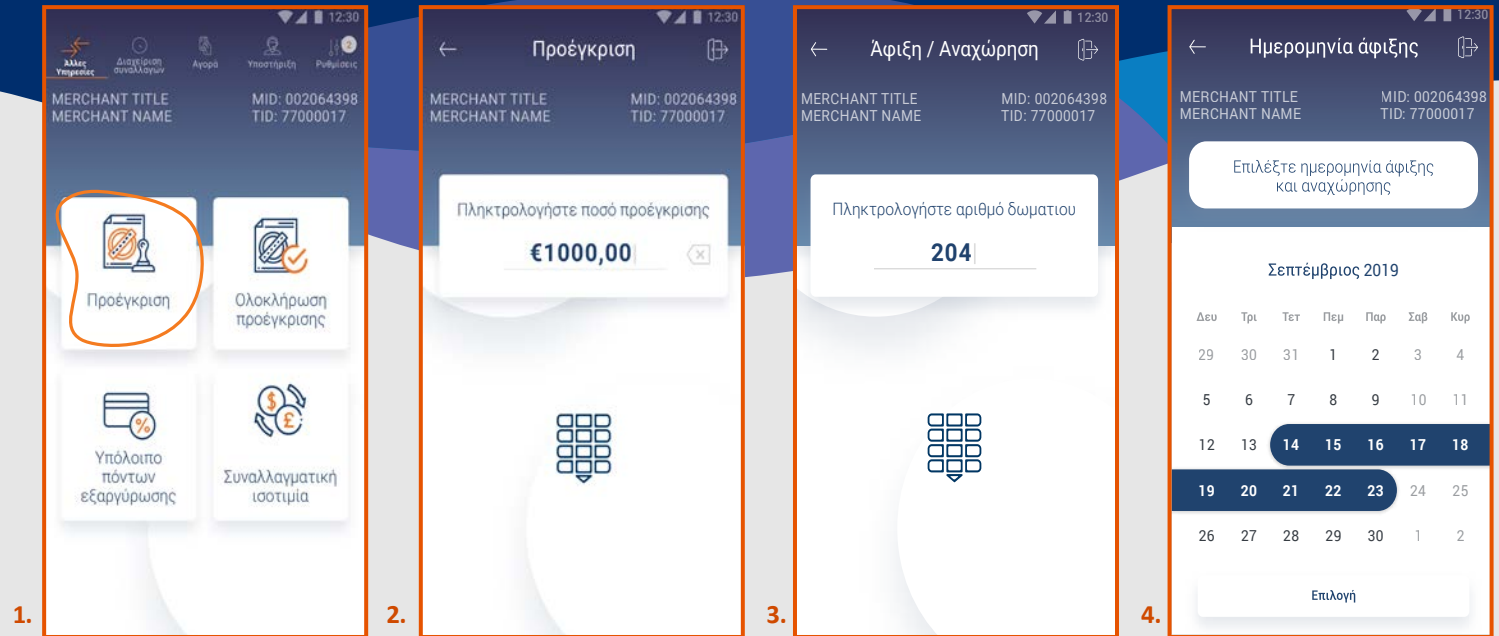 12:30
Άλλες
Υπηρεσίες
Διαχείριση
συναλλαγών
Αγορά
Υποστήριξη
Ρυθμίσεις
2
MERCHANT TITLE MID: 002064398
MERCHANT NAME TID: 77000017
Προέγκριση
Ολοκλήρωση
προέγκρισης
Υπόλοιπο
πόντων
εξαργύρωσης
Συναλλαγματική
ισοτιμία
1.
12:30
Προέγκριση
MERCHANT TITLE MID: 002064398
MERCHANT NAME TID: 77000017
Πληκτρολογήστε ποσό προέγκρισης
€1000,00
2.
12:30
Άφιξη / Αναχώρηση
MERCHANT TITLE MID: 002064398
MERCHANT NAME TID: 77000017
Πληκτρολογήστε αριθμό δωματιου
204
3.
12:30
Ημερομηνία άφιξης
MERCHANT TITLE MID: 002064398
MERCHANT NAME TID: 77000017
Επιλέξτε ημερομηνία άφιξης
και αναχώρησης
Σεπτέμβριος 2019
Δευ Τρι Τετ Πεμ Παρ Σαβ Κυρ
29 30 31 1 2 3 4
5 6 7 8 9 10 11
12 13 14 15 16 17 18
19 20 21 22 23 24 25
26 27 28 29 30 1 2
Επιλογή
4.